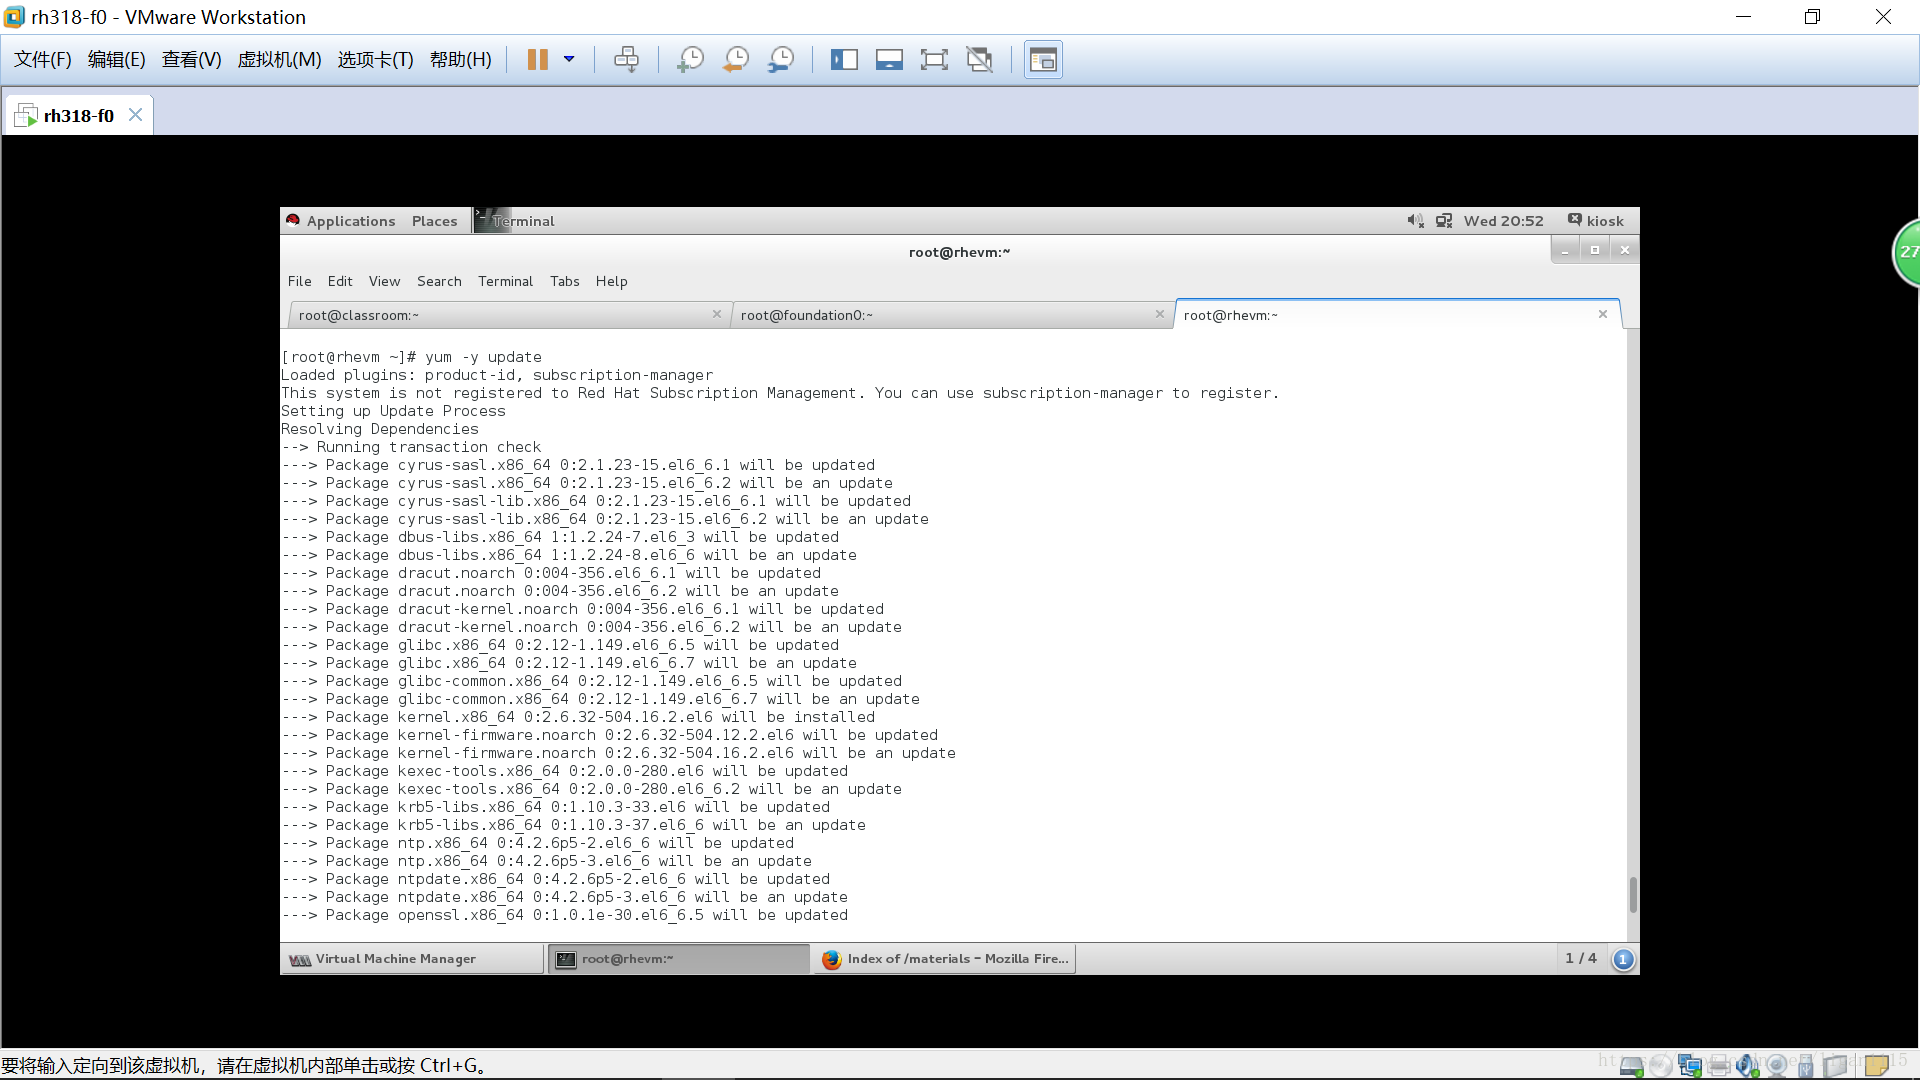 rh318-f0 - VMware Workstation
文件(F) 编辑(E) 查看(V) 虚拟机(M) 选项卡(T) 帮助(H)
rh318-f0
Applications Places Terminal Wed 20:52 kiosk
root@rhevm:~
27
File Edit View Search Terminal Tabs Help
root@classroom:~ root@foundation0:~ root@rhevm:~
[root@rhevm ~]# yum -y update
Loaded plugins: product-id, subscription-manager
This system is not registered to Red Hat Subscription Management. You can use subscription-manager to register.
Setting up Update Process
Resolving Dependencies
--> Running transaction check
---> Package cyrus-sasl.x86_64 0:2.1.23-15.el6_6.1 will be updated
---> Package cyrus-sasl.x86_64 0:2.1.23-15.el6_6.2 will be an update
---> Package cyrus-sasl-lib.x86_64 0:2.1.23-15.el6_6.1 will be updated
---> Package cyrus-sasl-lib.x86_64 0:2.1.23-15.el6_6.2 will be an update
---> Package dbus-libs.x86_64 1:1.2.24-7.el6_3 will be updated
---> Package dbus-libs.x86_64 1:1.2.24-8.el6_6 will be an update
---> Package dracut.noarch 0:004-356.el6_6.1 will be updated
---> Package dracut.noarch 0:004-356.el6_6.2 will be an update
---> Package dracut-kernel.noarch 0:004-356.el6_6.1 will be updated
---> Package dracut-kernel.noarch 0:004-356.el6_6.2 will be an update
---> Package glibc.x86_64 0:2.12-1.149.el6_6.5 will be updated
---> Package glibc.x86_64 0:2.12-1.149.el6_6.7 will be an update
---> Package glibc-common.x86_64 0:2.12-1.149.el6_6.5 will be updated
---> Package glibc-common.x86_64 0:2.12-1.149.el6_6.7 will be an update
---> Package kernel.x86_64 0:2.6.32-504.16.2.el6 will be installed
---> Package kernel-firmware.noarch 0:2.6.32-504.12.2.el6 will be updated
---> Package kernel-firmware.noarch 0:2.6.32-504.16.2.el6 will be an update
---> Package kexec-tools.x86_64 0:2.0.0-280.el6 will be updated
---> Package kexec-tools.x86_64 0:2.0.0-280.el6_6.2 will be an update
---> Package krb5-libs.x86_64 0:1.10.3-33.el6 will be updated
---> Package krb5-libs.x86_64 0:1.10.3-37.el6_6 will be an update
---> Package ntp.x86_64 0:4.2.6p5-2.el6_6 will be updated
---> Package ntp.x86_64 0:4.2.6p5-3.el6_6 will be an update
---> Package ntpdate.x86_64 0:4.2.6p5-2.el6_6 will be updated
---> Package ntpdate.x86_64 0:4.2.6p5-3.el6_6 will be an update
---> Package openssl.x86_64 0:1.0.1e-30.el6_6.5 will be updated
Virtual Machine Manager root@rhevm:~ Index of /materials - Mozilla Fire... 1 / 4 1
要将输入定向到该虚拟机，请在虚拟机内部单击或按 Ctrl+G。